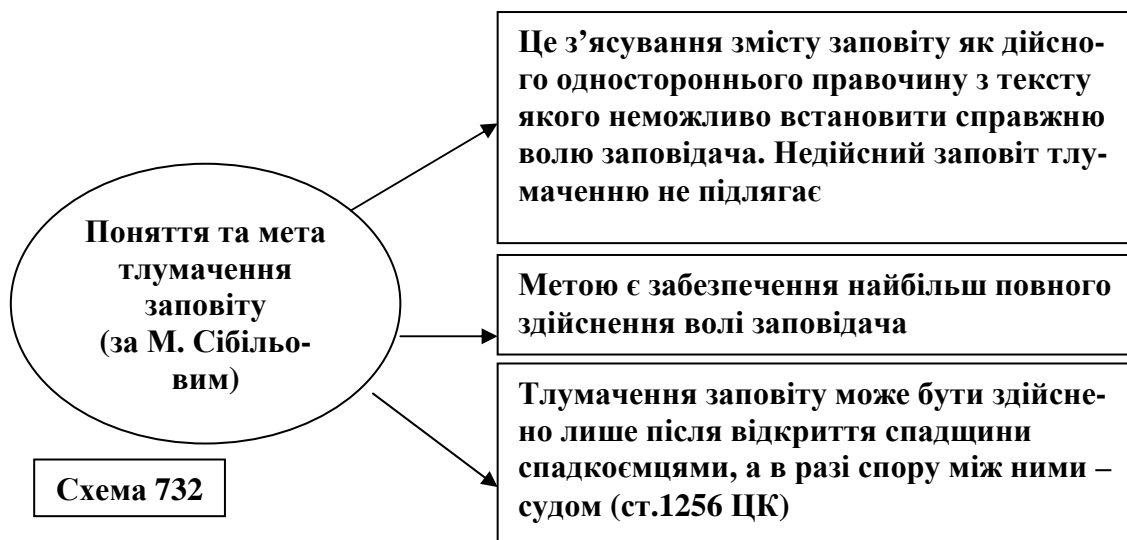 Поняття та мета
тлумачення
заповіту
(за М. Сібільо-
вим)
Це з’ясування змісту заповіту як дійсно-
го одностороннього правочину з тексту
якого неможливо встановити справжню
волю заповідача. Недійсний заповіт тлу-
маченню не підлягає
Метою є забезпечення найбільш повного
здійснення волі заповідача
Тлумачення заповіту може бути здійсне-
но лише після відкриття спадщини
спадкоємцями, а в разі спору між ними –
судом (ст.1256 ЦК)
Схема 732